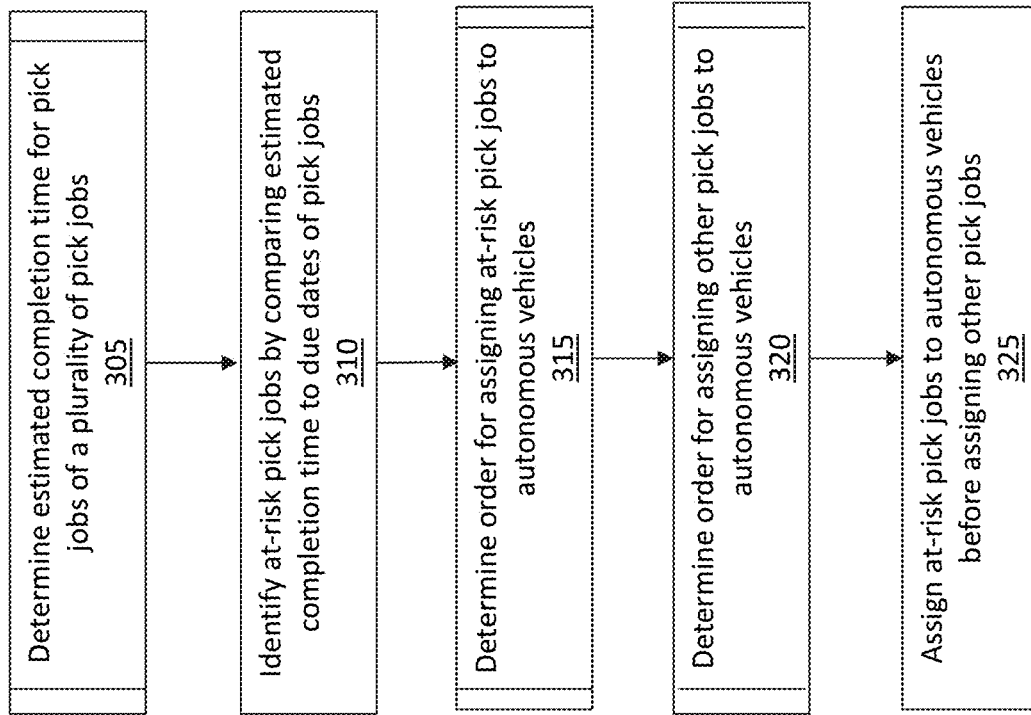 Determine estimated completion time for pick
jobs of a plurality of pick jobs
305
Identify at-risk pick jobs by comparing estimated
completion time to due dates of pick jobs
310
Determine order for assigning at-risk pick jobs to
autonomous vehicles
315
Determine order for assigning other pick jobs to
autonomous vehicles
320
Assign at-risk pick jobs to autonomous vehicles
before assigning other pick jobs
325